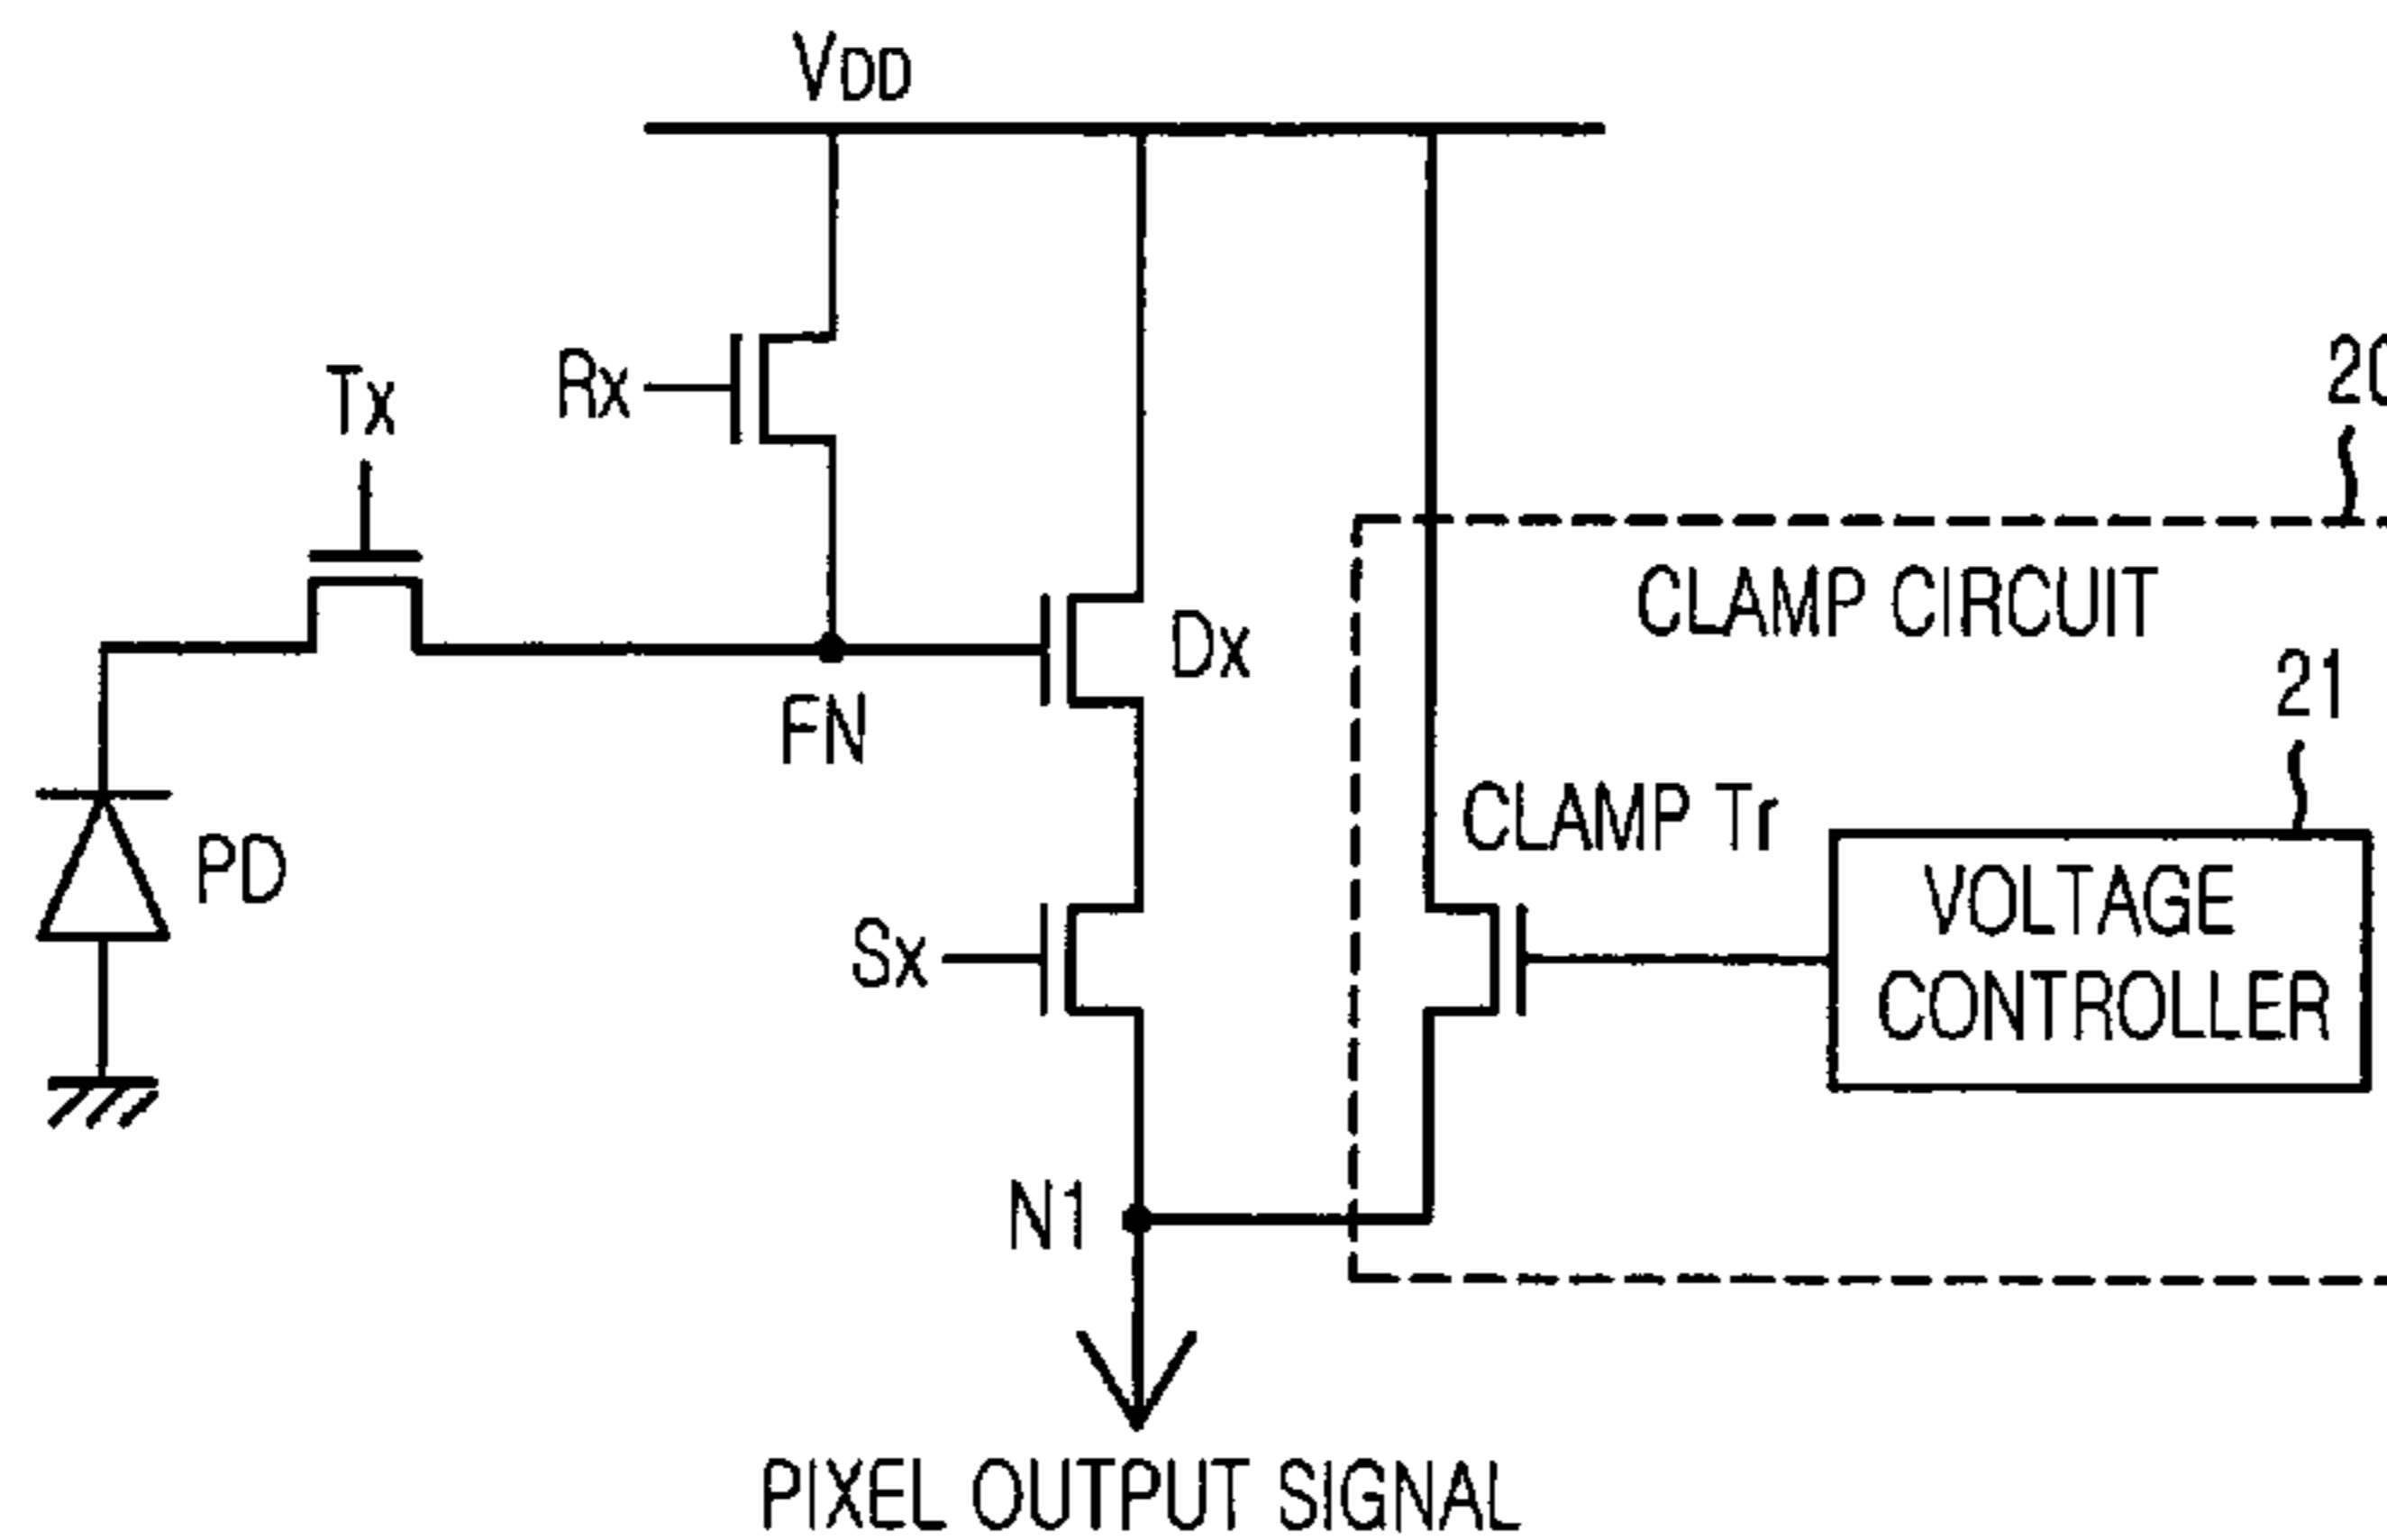 VDD
Rx
Tx
20
CLAMP CIRCUIT
Dx
21
FN
CLAMP Tr
PD
VOLTAGE
CONTROLLER
Sx
N1
PIXEL OUTPUT SIGNAL